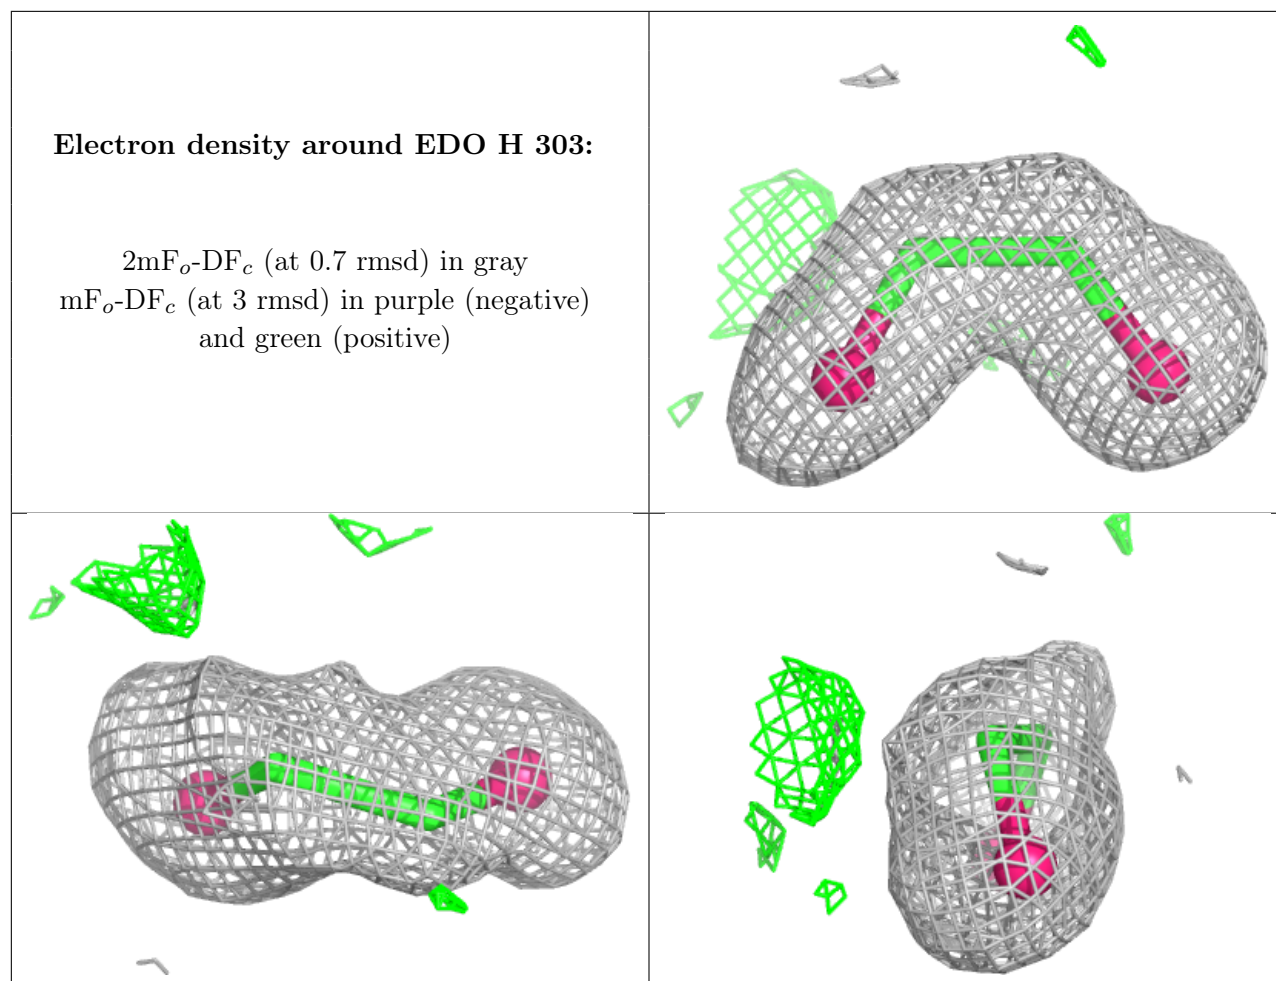 Electron density around EDO H 303:
2mFo-DFc (at 0.7 rmsd) in gray
mFo-DFc (at 3 rmsd) in purple (negative)
and green (positive)